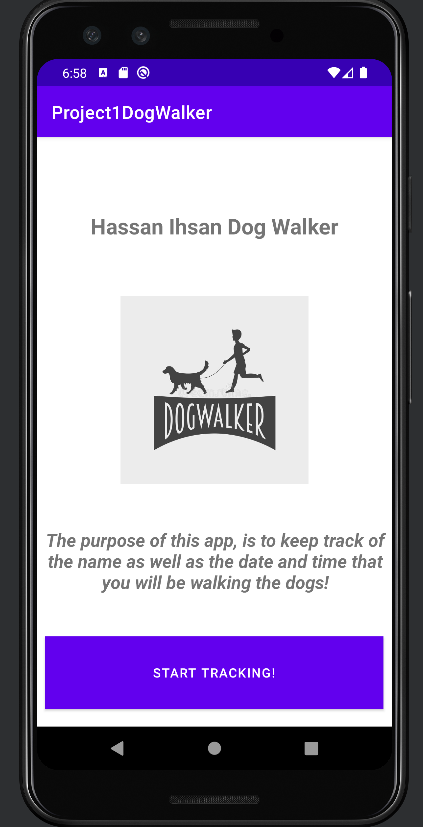 6:58
Project1DogWalker
Hassan Ihsan Dog Walker
DOGWALKER
The purpose of this app, is to keep track of
the name as well as the date and time that
you will be walking the dogs!
START TRACKING!